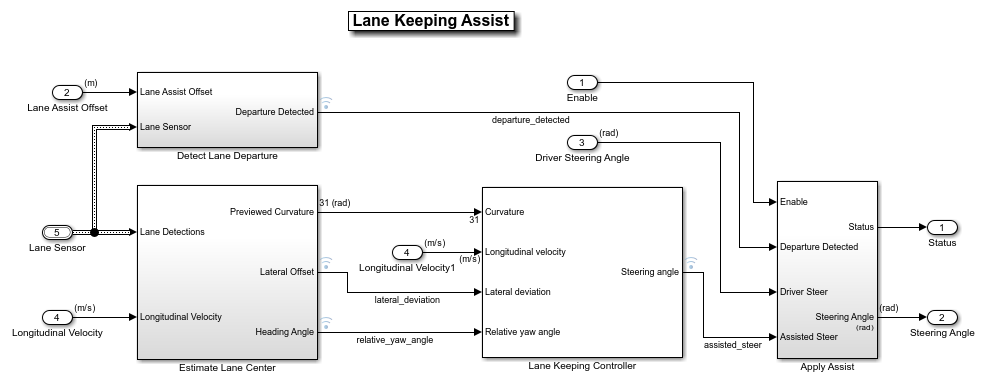 Lane Keeping Assist
2
(m)
Lane Assist Offset
Lane Assist Offset
Lane Sensor
Departure Detected
Detect Lane Departure
1
Enable
departure_detected
3
(rad)
Driver Steering Angle
5
Lane Sensor
Lane Detections
Previewed Curvature
31 (rad)
Lateral Offset
lateral_deviation
4
(m/s)
Longitudinal Velocity
Longitudinal Velocity
Heading Angle
relative_yaw_angle
Estimate Lane Center
31
4
(m/s)
(m/s)
Longitudinal Velocity1
Curvature
Longitudinal velocity
Lateral deviation
Relative yaw angle
Steering angle
Lane Keeping Controller
assisted_steer
Enable
Departure Detected
Driver Steer
Assisted Steer
Status
Steering Angle
(rad)
Apply Assist
1
Status
(rad)
2
Steering Angle